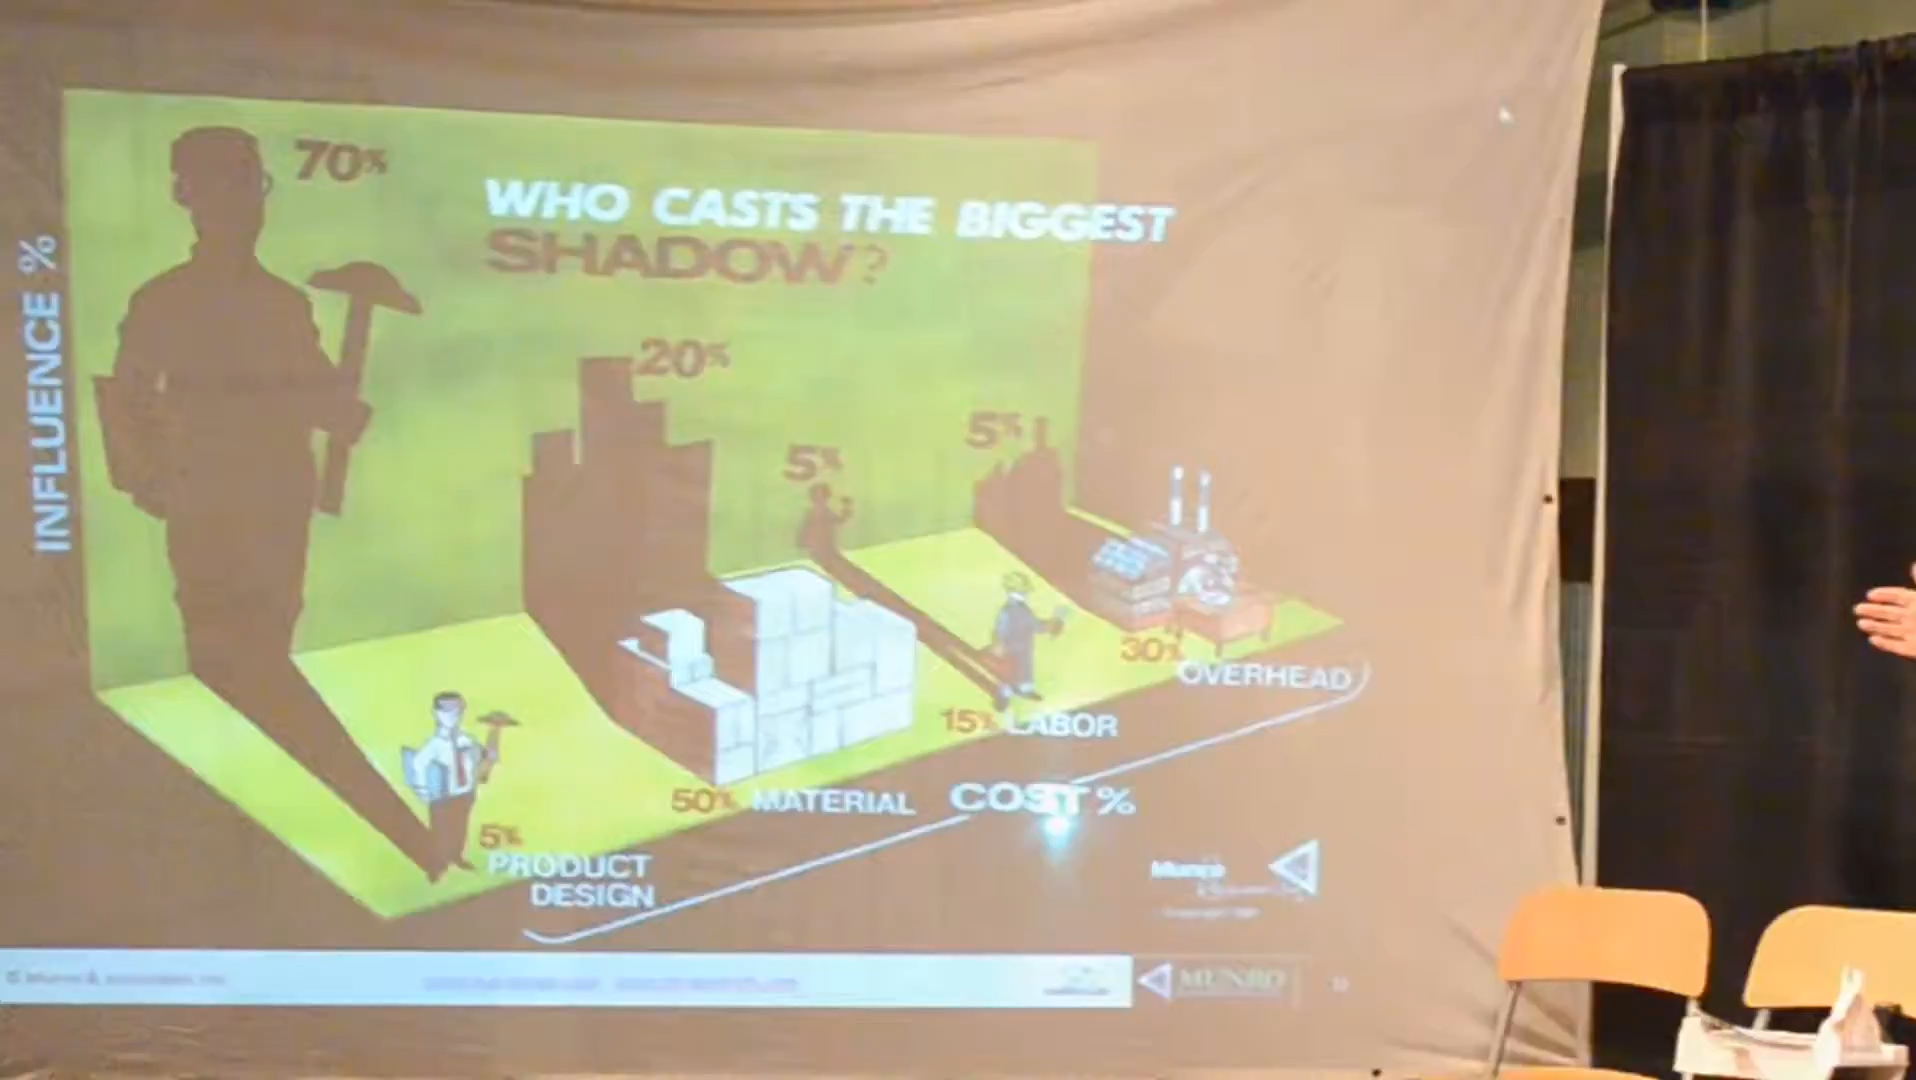 70%
WHO CASTS THE BIGGEST
SHADOW?
INFLUENCE %
20%
5%
5%
30%
OVERHEAD
15% LABOR
50% MATERIAL
COST %
5%
PRODUCT
DESIGN
Munro
MUNRO